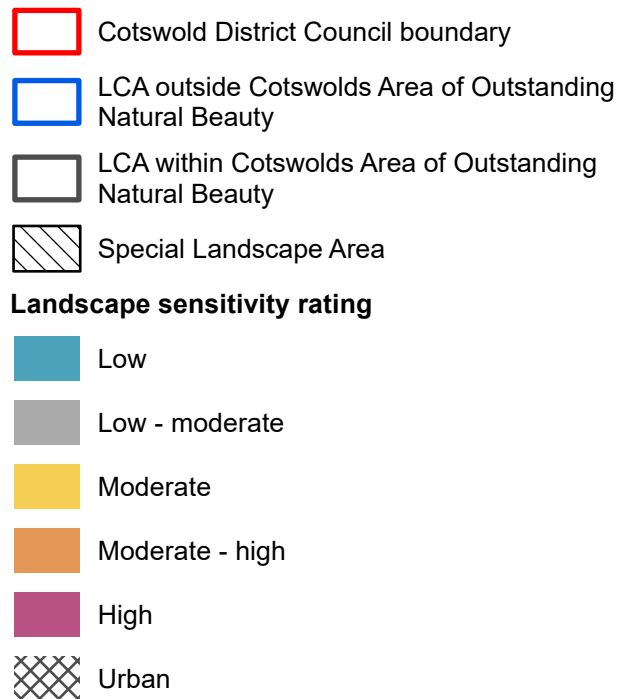 Cotswold District Council boundary
LCA outside Cotswolds Area of Outstanding
Natural Beauty
LCA within Cotswolds Area of Outstanding
Natural Beauty
Special Landscape Area
Landscape sensitivity rating
Low
Low - moderate
Moderate
Moderate - high
High
Urban